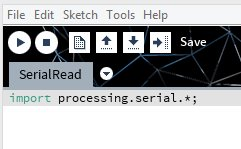 File Edit Sketch Tools Help
Save
SerialRead
import processing.serial.*;